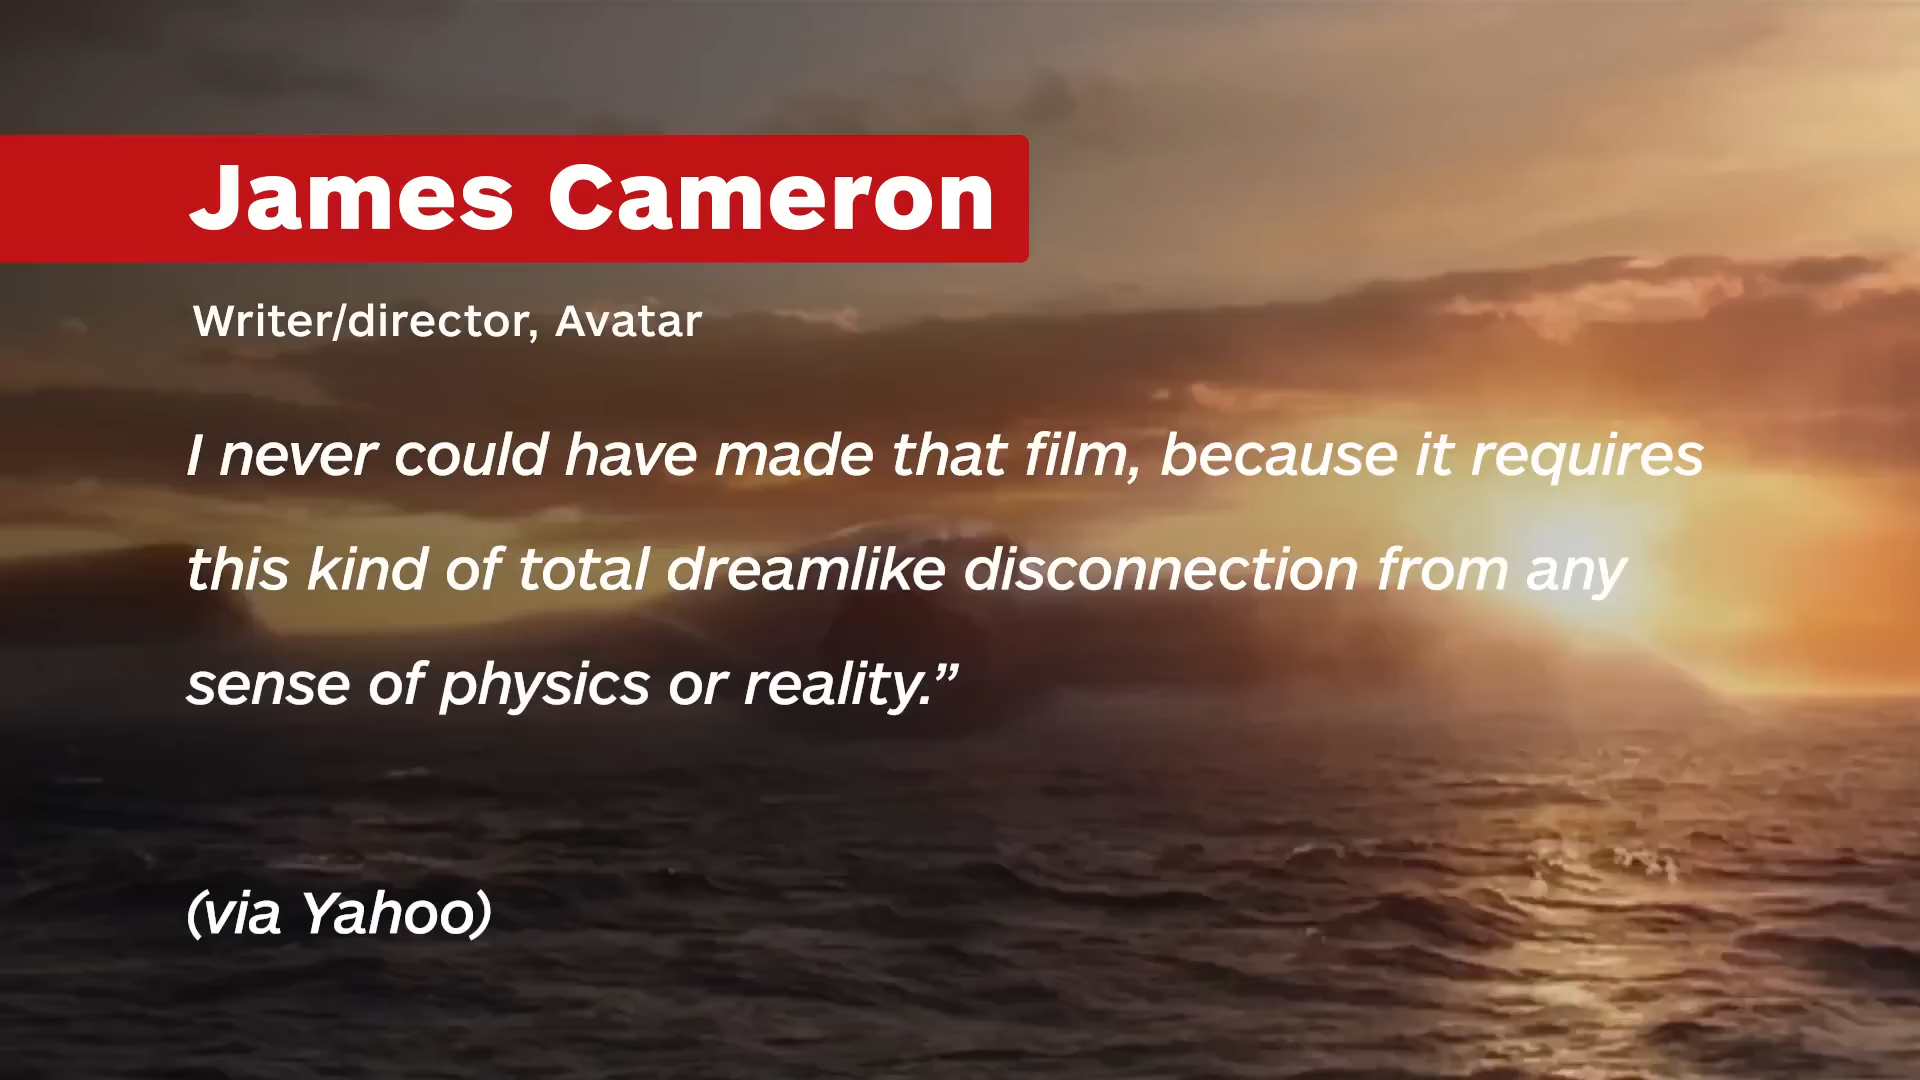 James Cameron
Writer/director, Avatar
I never could have made that film, because it requires
this kind of total dreamlike disconnection from any
sense of physics or reality.”
(via Yahoo)